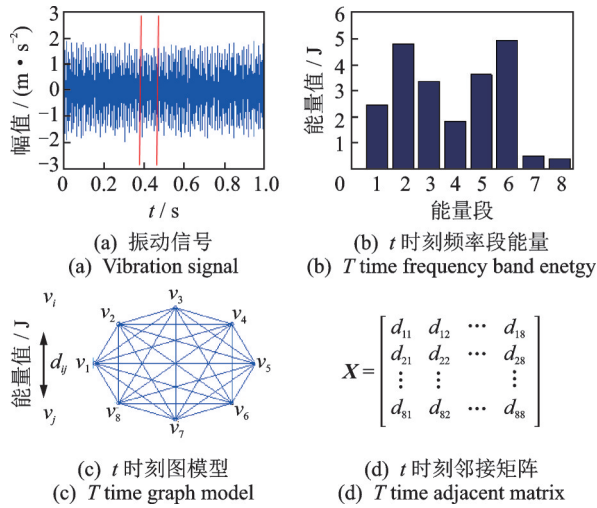 3
2
1
0
−1
−2
−3
幅值 / (m • s⁻²)
0 0.2 0.4 0.6 0.8 1.0
t / s
(a) 振动信号
(a) Vibration signal
6
5
4
3
2
1
能量值 / J
1 2 3 4 5 6 7 8
能量段
(b) t 时刻频率段能量
(b) T time frequency band enetgy
能量值 / J
vᵢ
dᵢⱼ
vⱼ
v₁
v₂
v₃
v₄
v₅
v₆
v₇
v₈
(c) t 时刻图模型
(c) T time graph model
X =
d₁₁ d₁₂ ⋯ d₁₈
d₂₁ d₂₂ ⋯ d₂₈
⋮ ⋮ ⋮
d₈₁ d₈₂ ⋯ d₈₈
(d) t 时刻邻接矩阵
(d) T time adjacent matrix